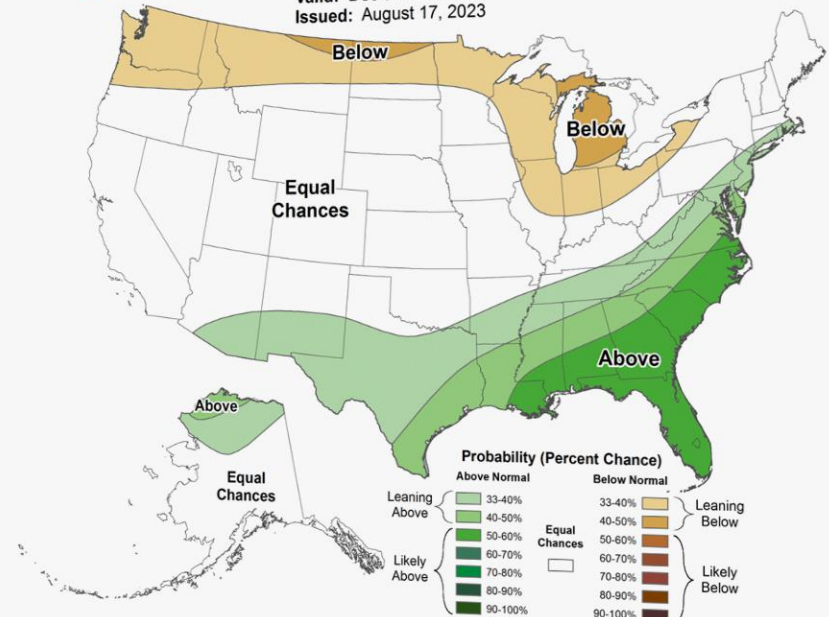 Issued: August 17, 2023
Below
Below
Equal
Chances
Above
Above
Equal
Chances
Probability (Percent Chance)
Above Normal
Below Normal
Leaning
Above
33-40%
40-50%
Likely
Above
50-60%
60-70%
70-80%
80-90%
90-100%
Equal
Chances
33-40%
40-50%
Leaning
Below
50-60%
60-70%
70-80%
80-90%
90-100%
Likely
Below